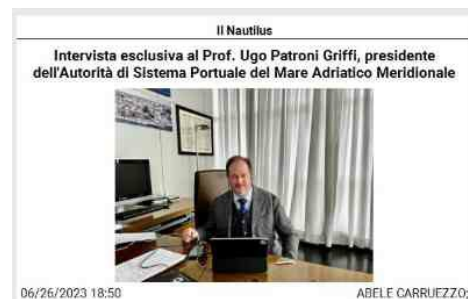 Il Nautilus
Intervista esclusiva al Prof. Ugo Patroni Griffi, presidente
dell'Autorità di Sistema Portuale del Mare Adriatico Meridionale
06/26/2023 18:50
ABELE CARRUEZZO;